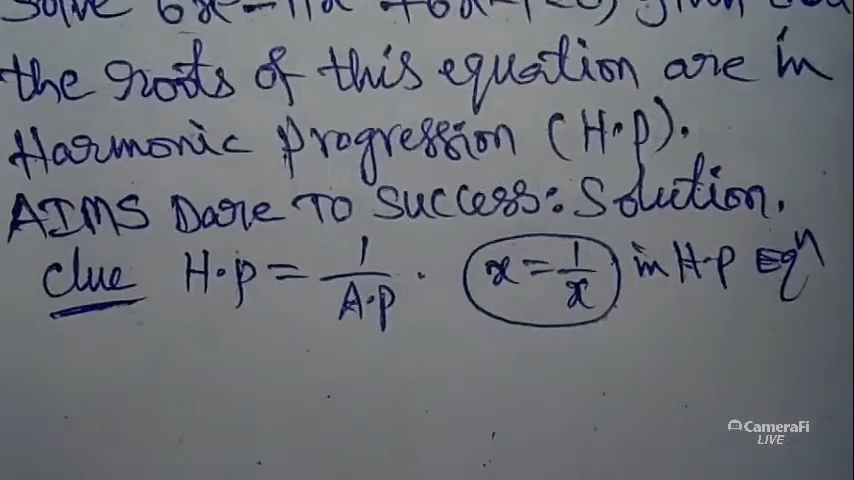 the roots of this equation are in
Harmonic Progression (H.P).
AIMS Dare To Success: Solution.
Clue H.P = 1/A.P . x = 1/x in H.P Eqn
CameraFi
LIVE